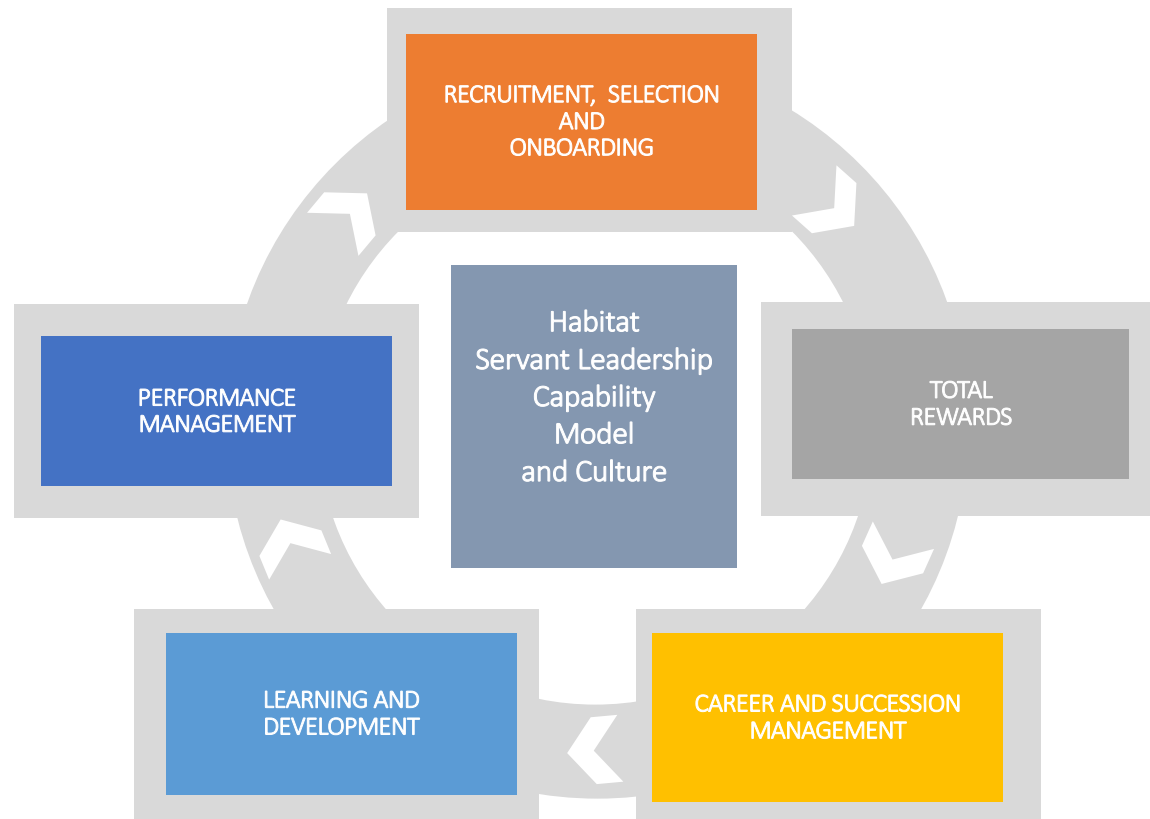 RECRUITMENT, SELECTION
AND
ONBOARDING
Habitat
Servant Leadership
Capability
Model
and Culture
PERFORMANCE
MANAGEMENT
TOTAL
REWARDS
LEARNING AND
DEVELOPMENT
CAREER AND SUCCESSION
MANAGEMENT